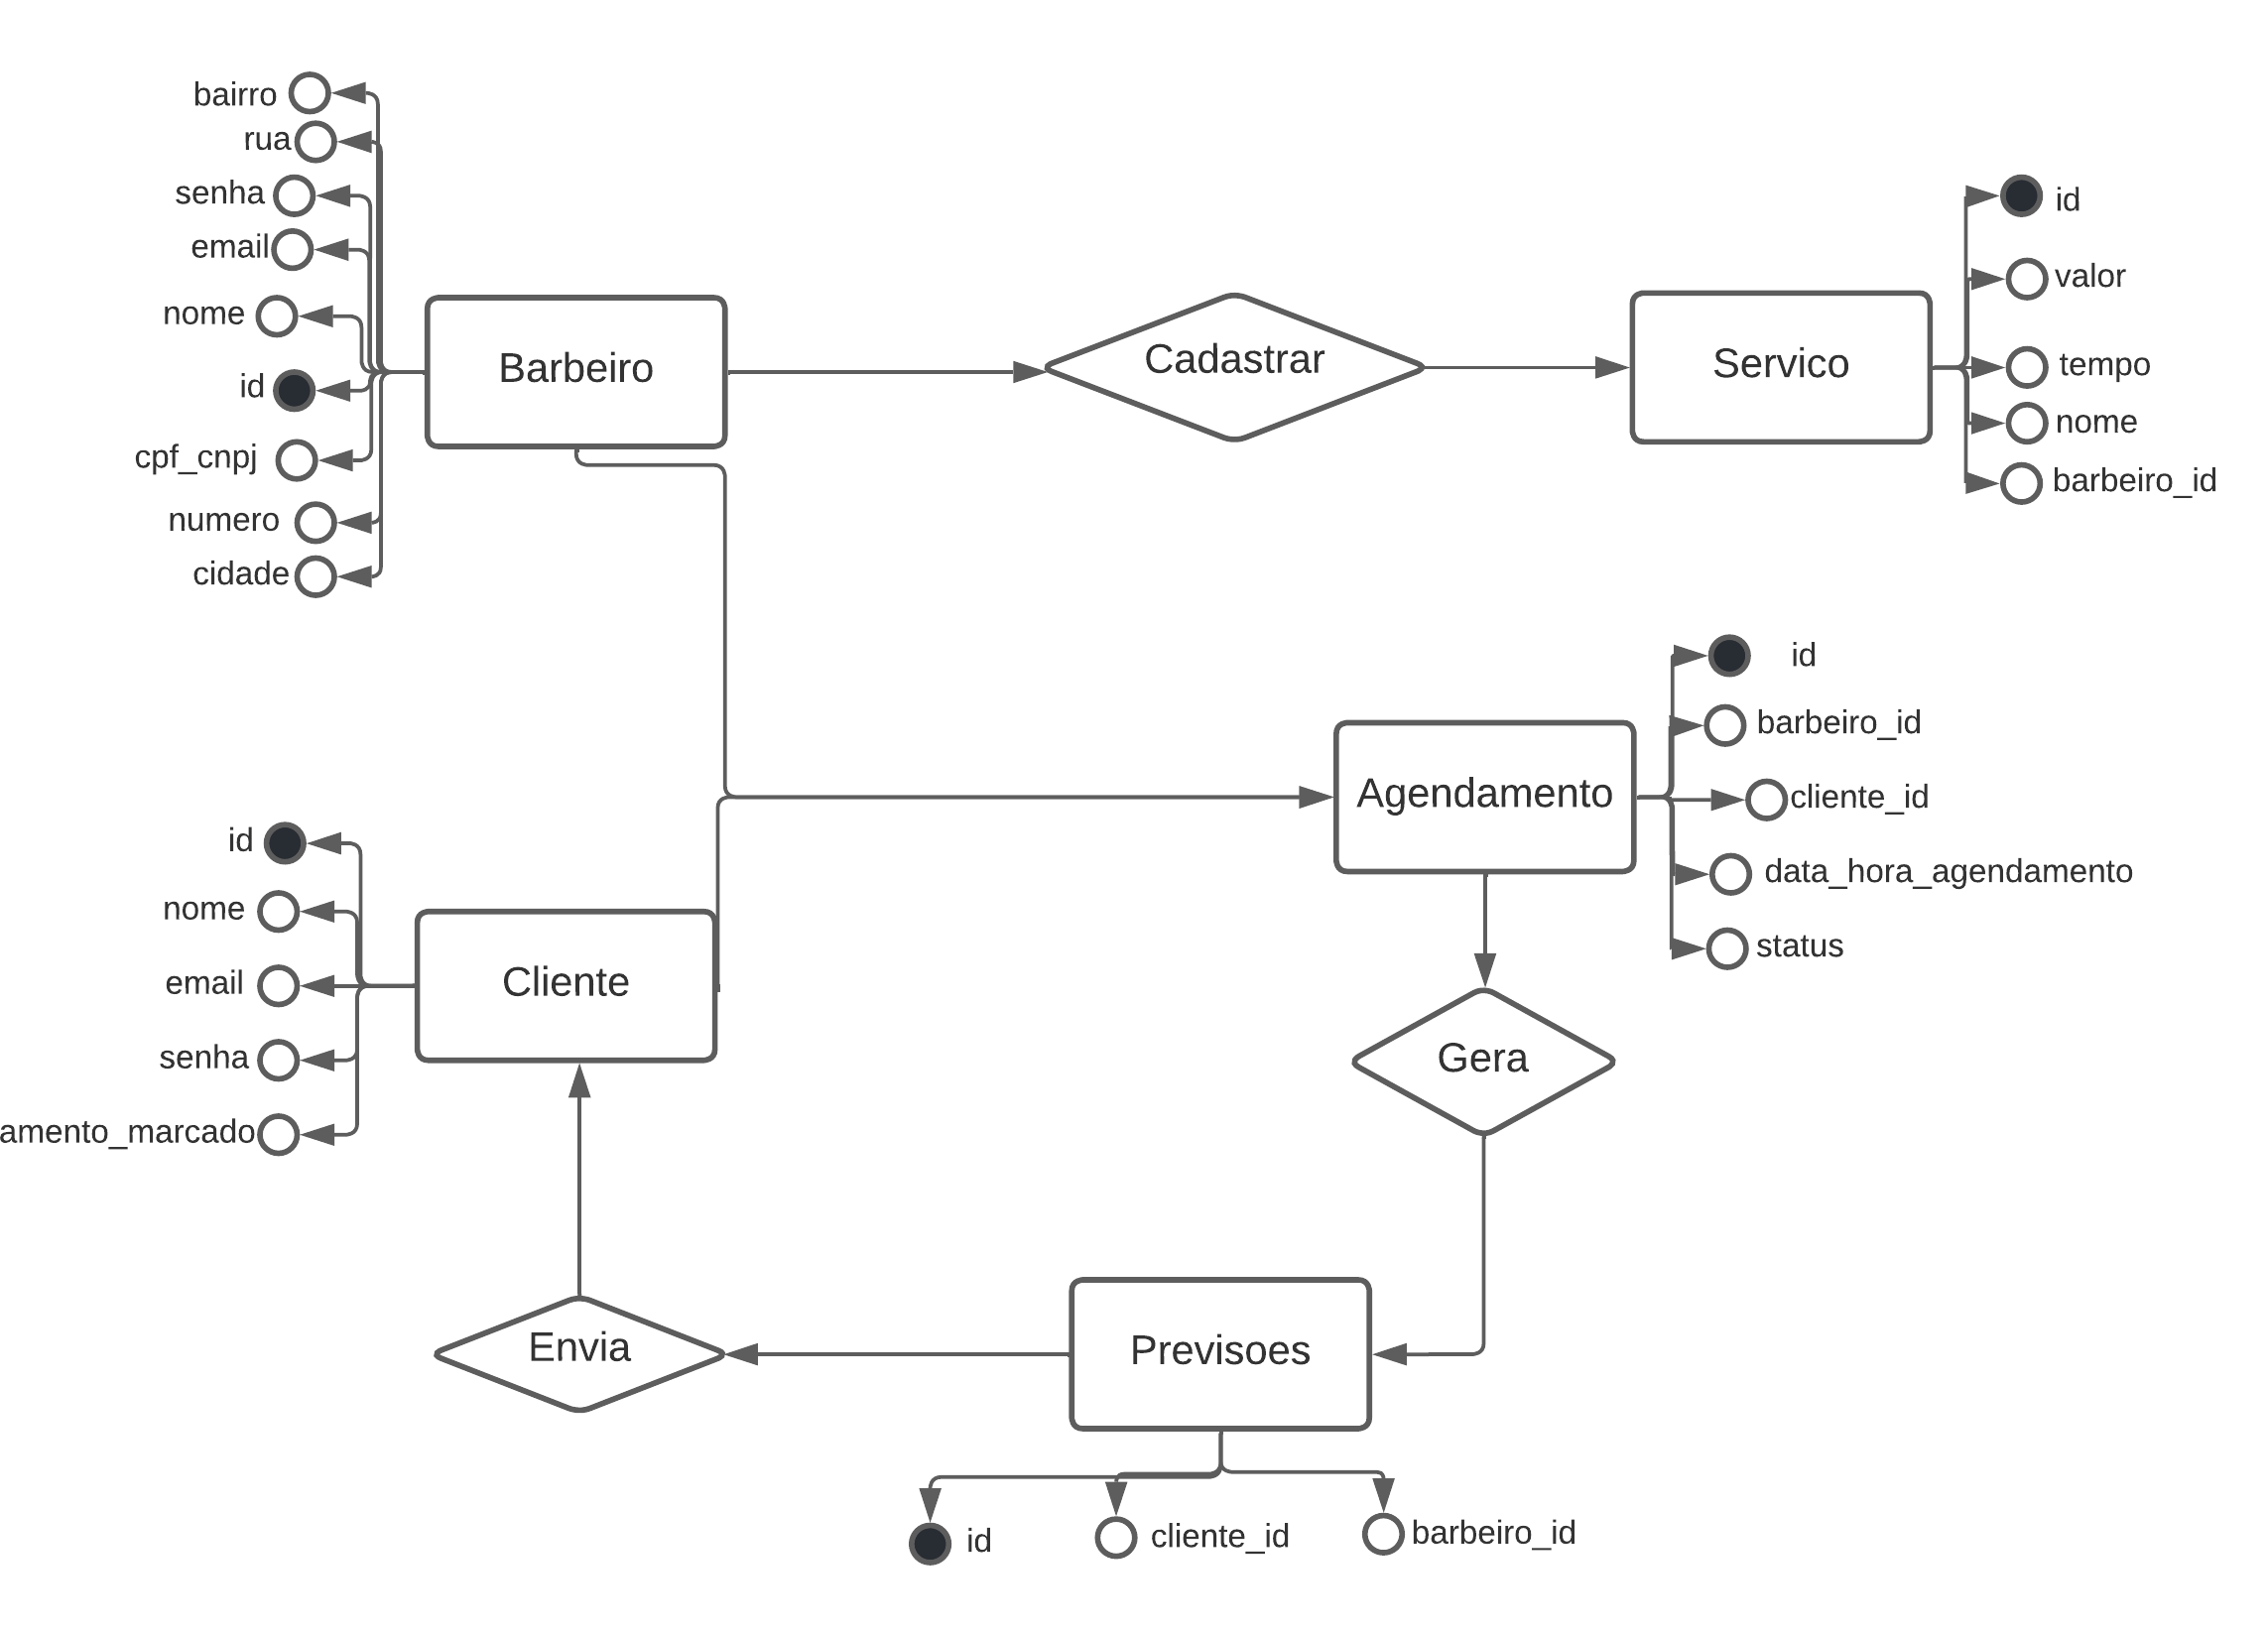 bairro
rua
senha
email
nome
id
cpf_cnpj
numero
cidade
Barbeiro
Cadastrar
Servico
id
valor
tempo
nome
barbeiro_id
Agendamento
id
barbeiro_id
cliente_id
data_hora_agendamento
status
id
nome
email
senha
amento_marcado
Cliente
Gera
Envia
Previsoes
id
cliente_id
barbeiro_id